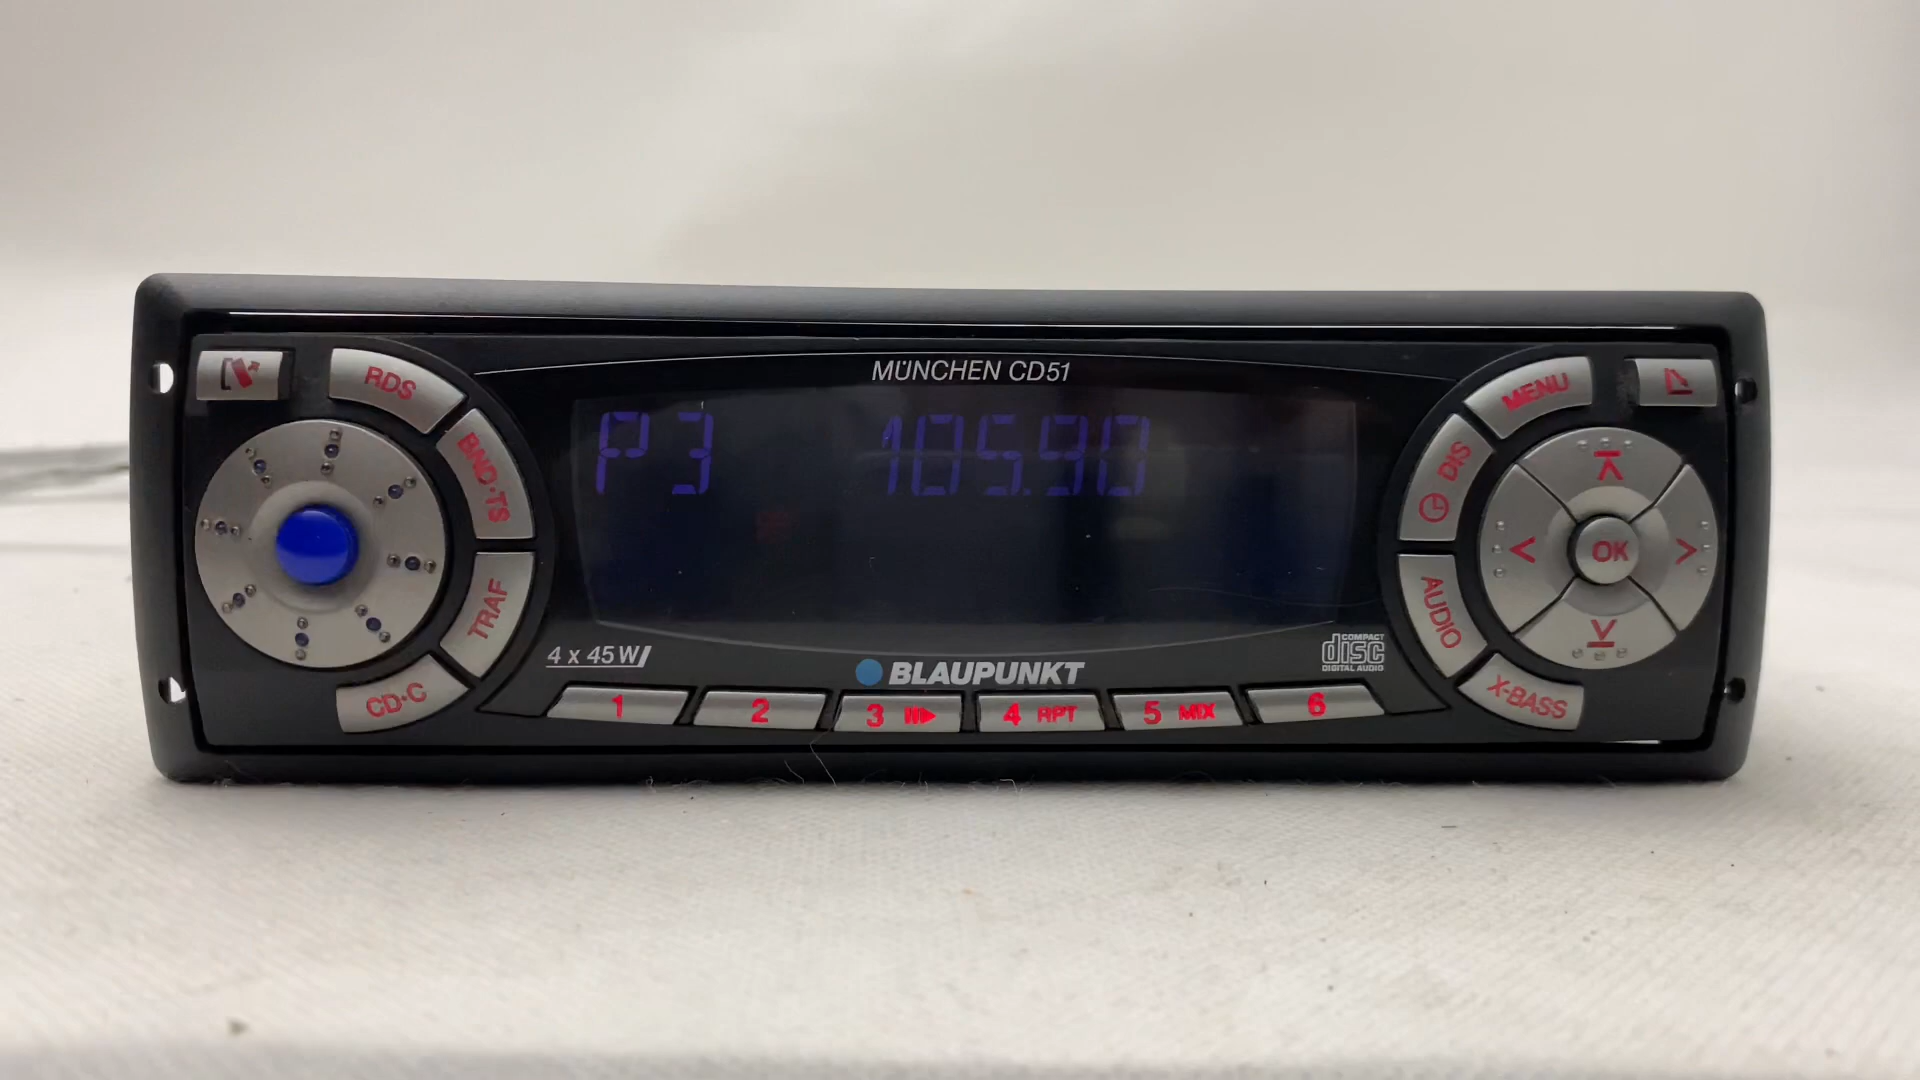 MÜNCHEN CD51
RDS
MENU
P3 105.90
BND·TS
DIS
OK
TRAF
AUDIO
4 x 45W
COMPACT
disc
DIGITAL AUDIO
BLAUPUNKT
CD·C
X-BASS
1 2 3 4 RPT 5 MIX 6